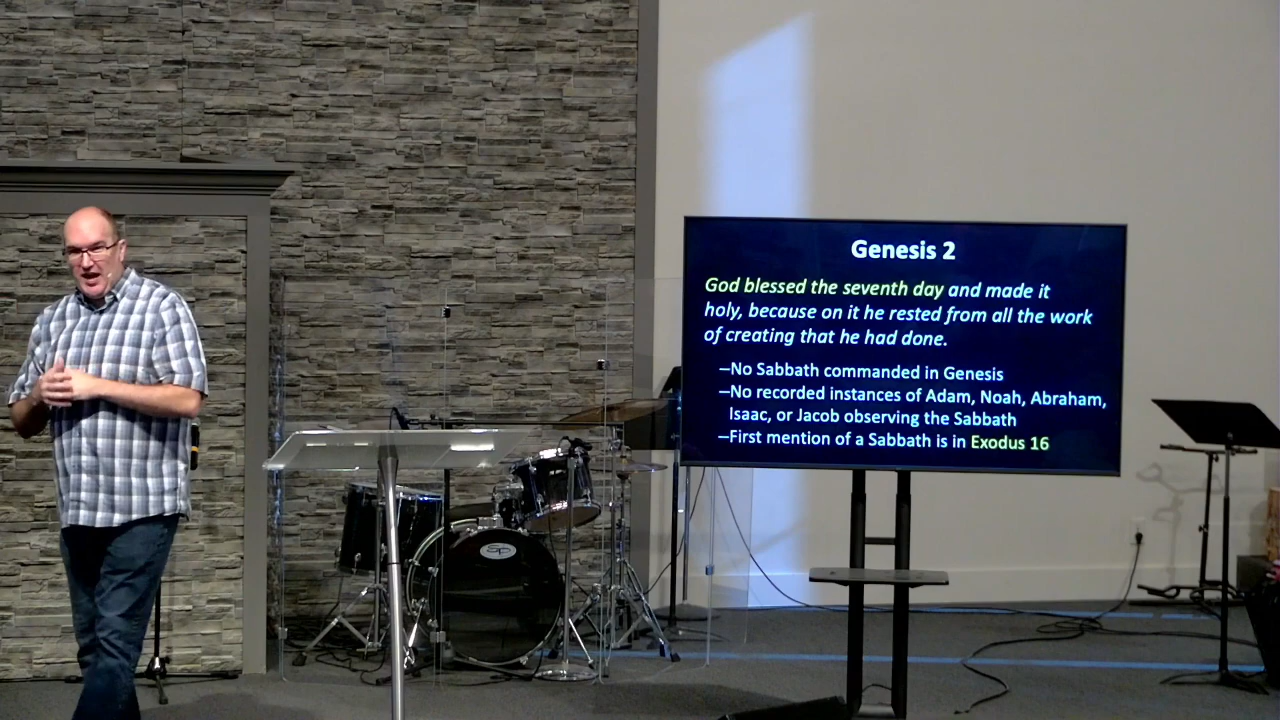 Genesis 2
God blessed the seventh day and made it
holy, because on it he rested from all the work
of creating that he had done.
–No Sabbath commanded in Genesis
–No recorded instances of Adam, Noah, Abraham,
Isaac, or Jacob observing the Sabbath
–First mention of a Sabbath is in Exodus 16
SP